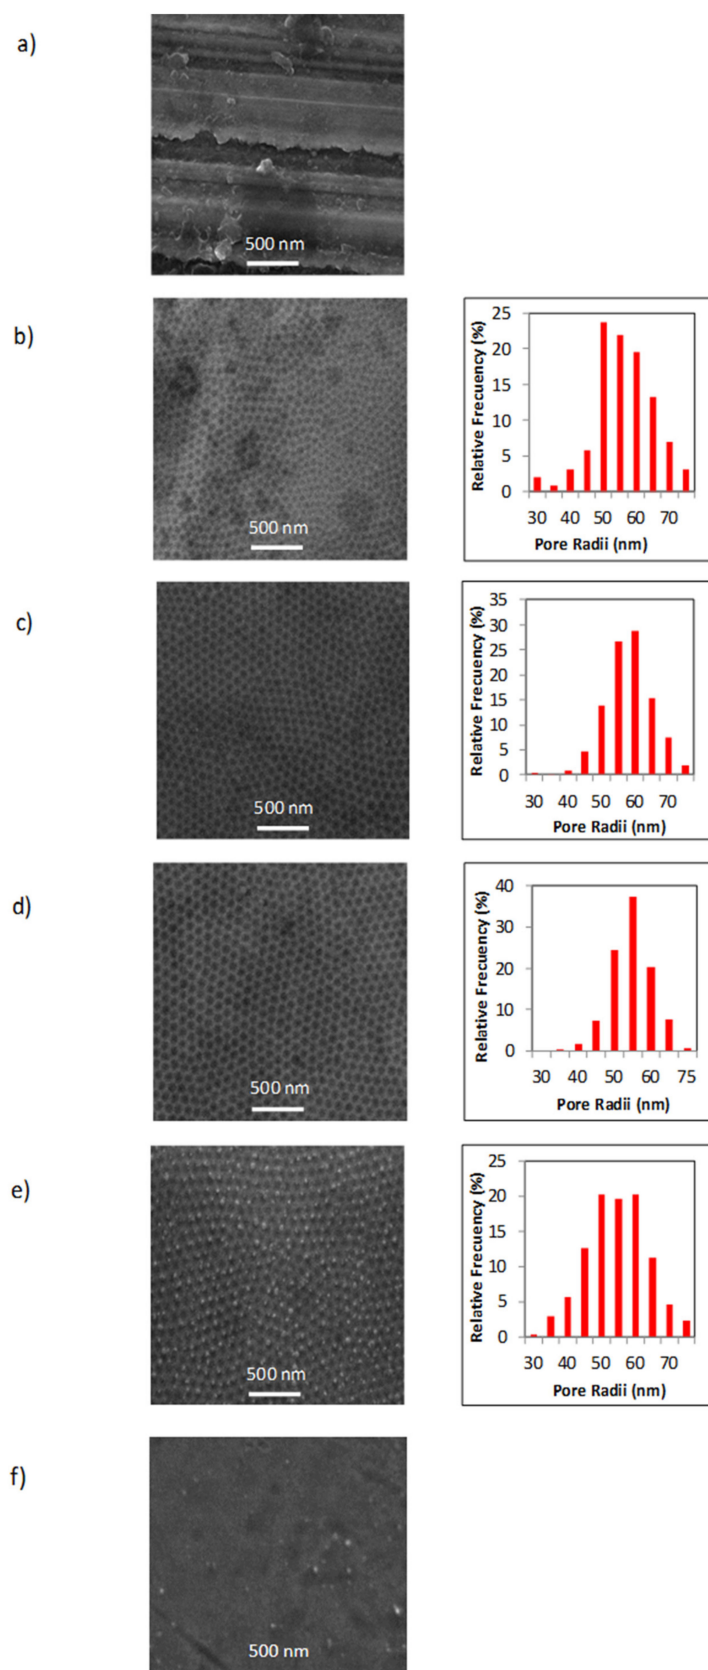 a)
500 nm
b)
500 nm
Relative Frecuency (%)
25
20
15
10
5
0
30 40 50 60 70
Pore Radii (nm)
c)
500 nm
Relative Frecuency (%)
35
30
25
20
15
10
5
0
30 40 50 60 70
Pore Radii (nm)
d)
500 nm
Relative Frecuency (%)
40
30
20
10
0
30 40 50 60 75
Pore Radii (nm)
e)
500 nm
Relative Frecuency (%)
25
20
15
10
5
0
30 40 50 60 70
Pore Radii (nm)
f)
500 nm